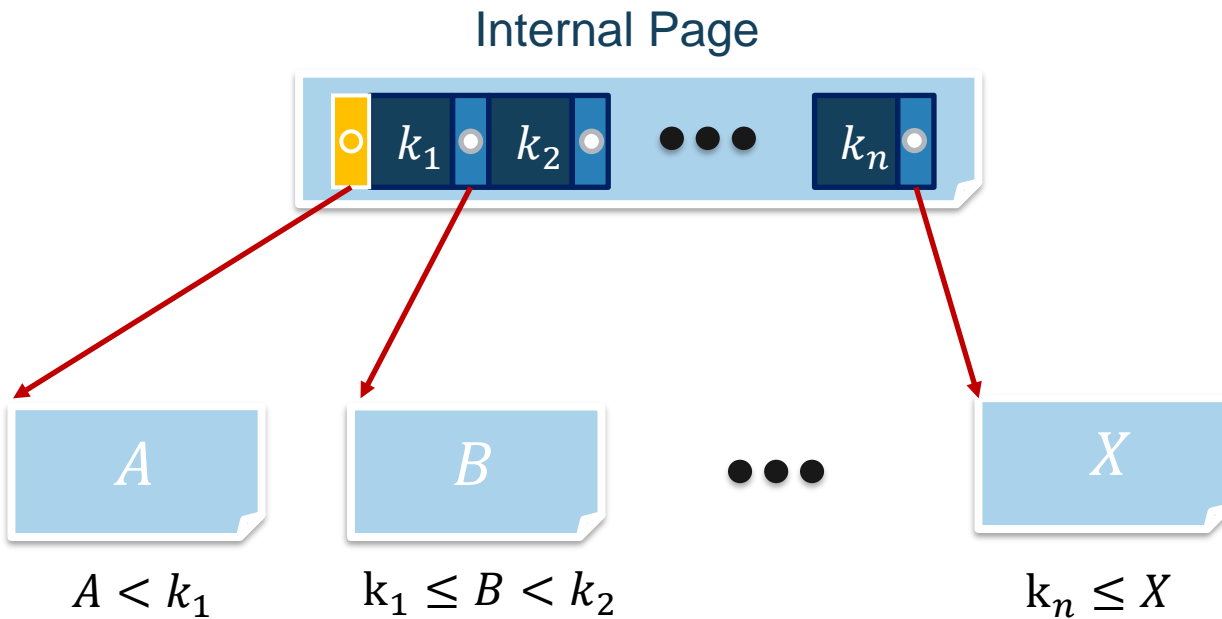 Internal Page
k₁ k₂ ••• kₙ
A B ••• X
A < k₁ k₁ ≤ B < k₂ kₙ ≤ X